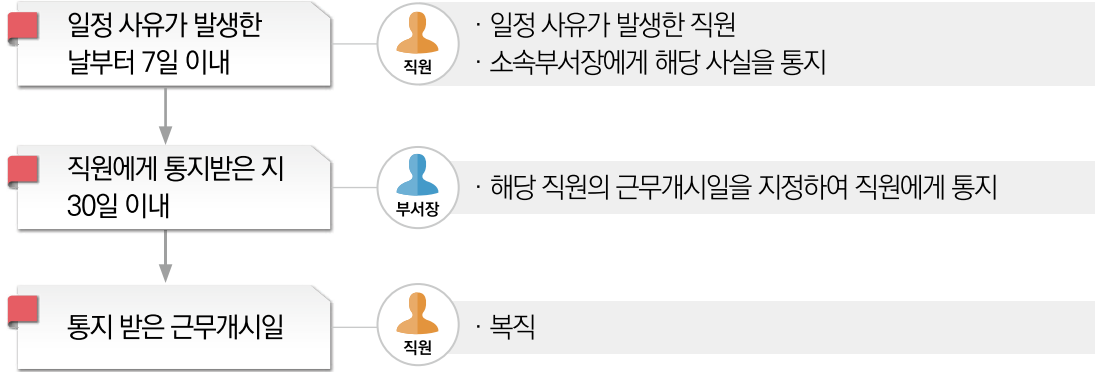 일정 사유가 발생한
날부터 7일 이내
직원
· 일정 사유가 발생한 직원
· 소속부서장에게 해당 사실을 통지
직원에게 통지받은 지
30일 이내
부서장
· 해당 직원의 근무개시일을 지정하여 직원에게 통지
통지 받은 근무개시일
직원
· 복직